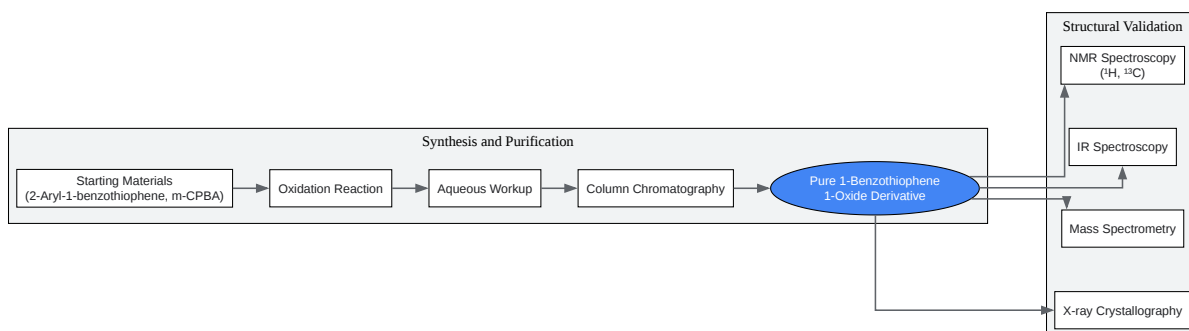 Structural Validation
NMR Spectroscopy
(¹H, ¹³C)
Synthesis and Purification
IR Spectroscopy
Starting Materials
(2-Aryl-1-benzothiophene, m-CPBA)
Oxidation Reaction
Aqueous Workup
Column Chromatography
Pure 1-Benzothiophene
1-Oxide Derivative
Mass Spectrometry
X-ray Crystallography